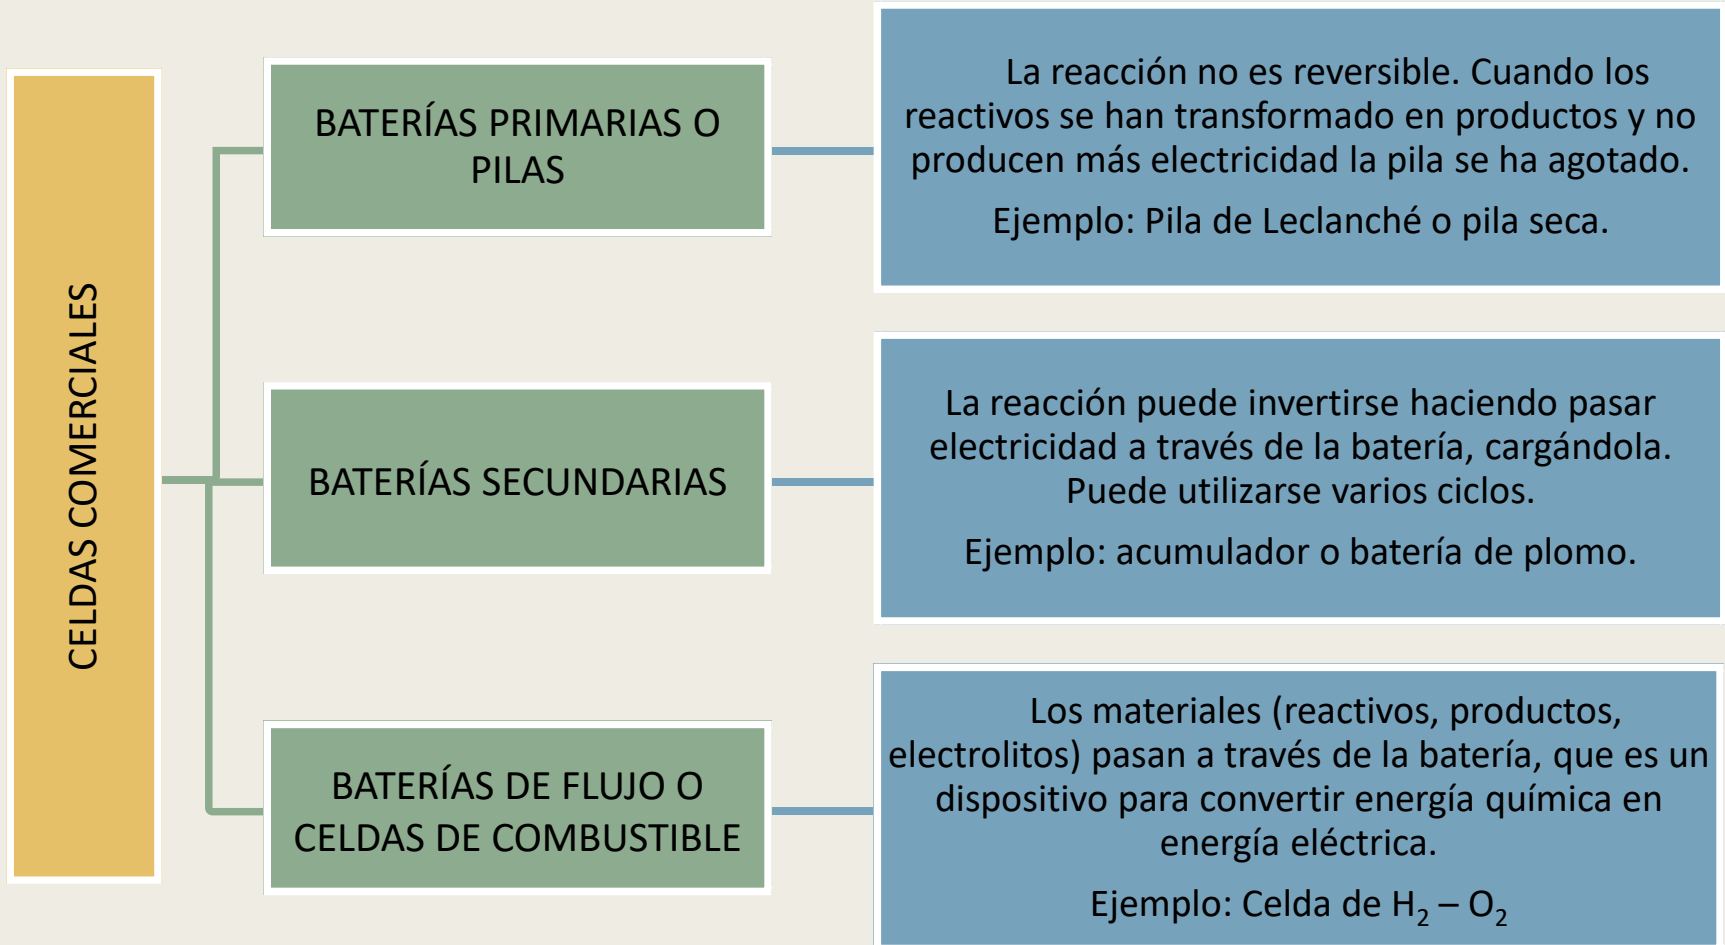 CELDAS COMERCIALES
BATERÍAS PRIMARIAS O
PILAS
La reacción no es reversible. Cuando los
reactivos se han transformado en productos y no
producen más electricidad la pila se ha agotado.
Ejemplo: Pila de Leclanché o pila seca.
BATERÍAS SECUNDARIAS
La reacción puede invertirse haciendo pasar
electricidad a través de la batería, cargándola.
Puede utilizarse varios ciclos.
Ejemplo: acumulador o batería de plomo.
BATERÍAS DE FLUJO O
CELDAS DE COMBUSTIBLE
Los materiales (reactivos, productos,
electrolitos) pasan a través de la batería, que es un
dispositivo para convertir energía química en
energía eléctrica.
Ejemplo: Celda de H₂ – O₂